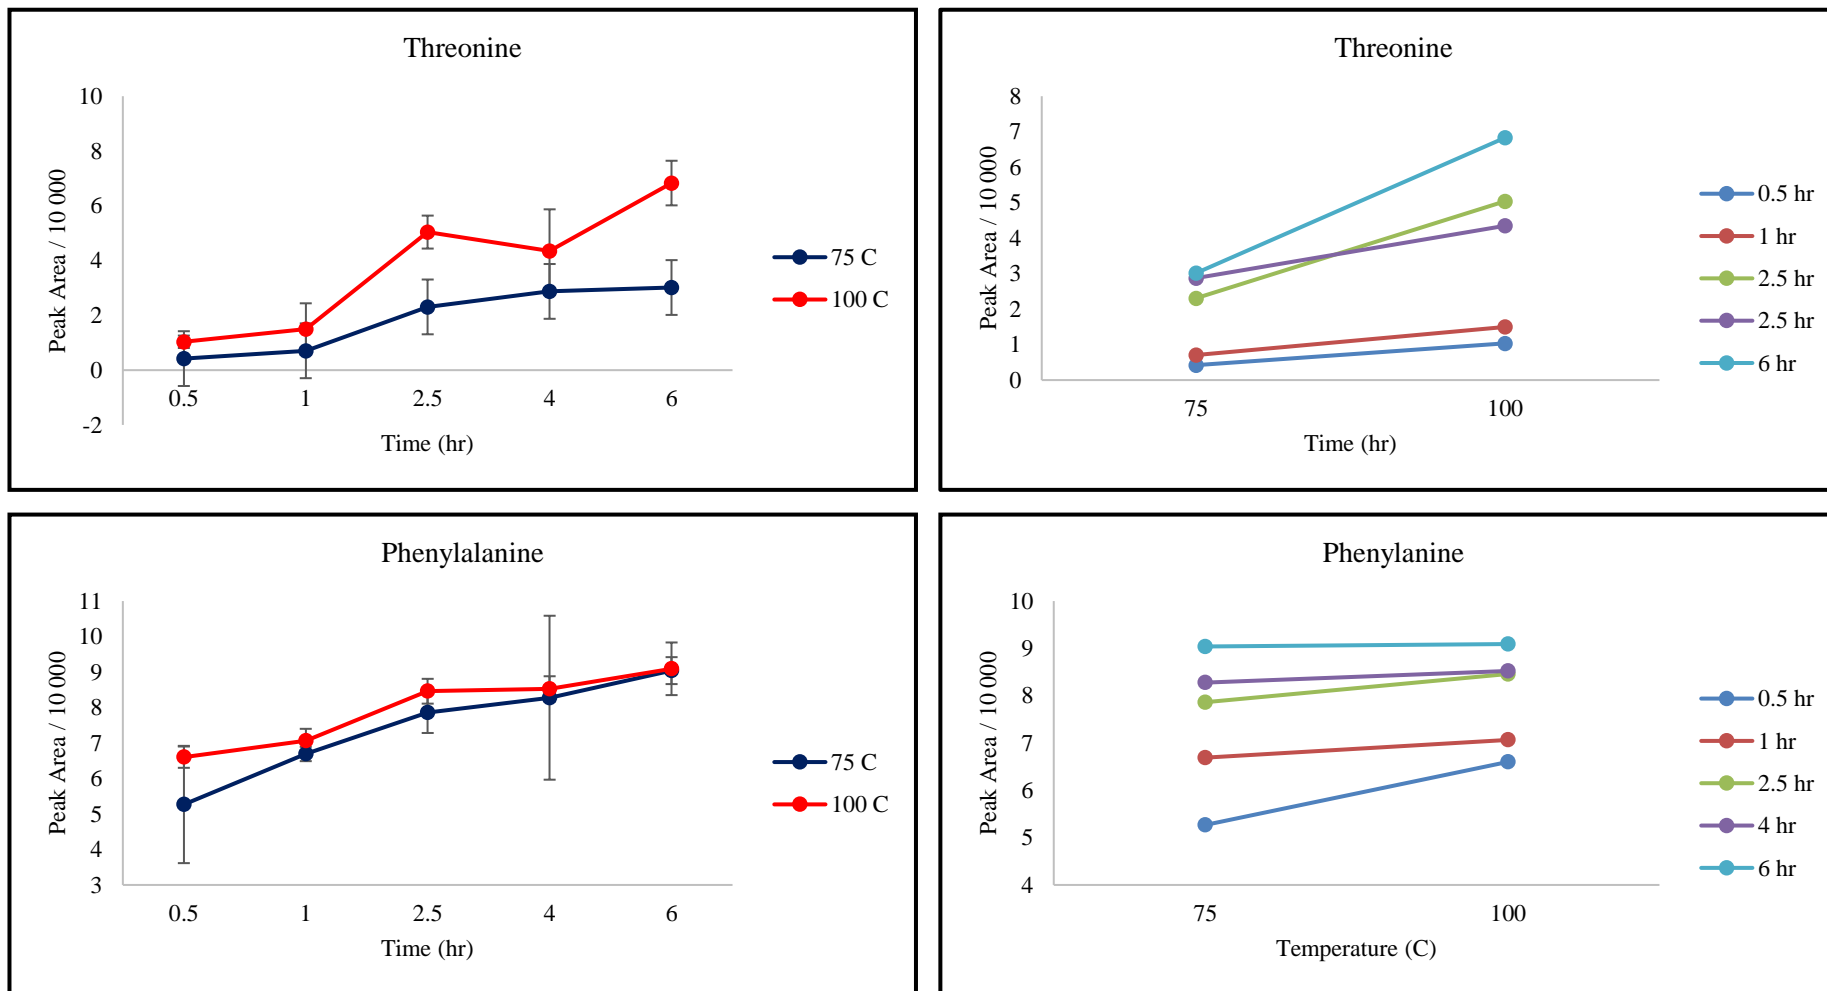 Threonine
10
8
6
4
2
0
-2
Peak Area / 10 000
0.5 1 2.5 4 6
Time (hr)
75 C
100 C
Threonine
8
7
6
5
4
3
2
1
0
Peak Area / 10 000
75 100
Time (hr)
0.5 hr
1 hr
2.5 hr
2.5 hr
6 hr
Phenylalanine
11
10
9
8
7
6
5
4
3
Peak Area / 10 000
0.5 1 2.5 4 6
Time (hr)
75 C
100 C
Phenylanine
10
9
8
7
6
5
4
Peak Area / 10 000
75 100
Temperature (C)
0.5 hr
1 hr
2.5 hr
4 hr
6 hr